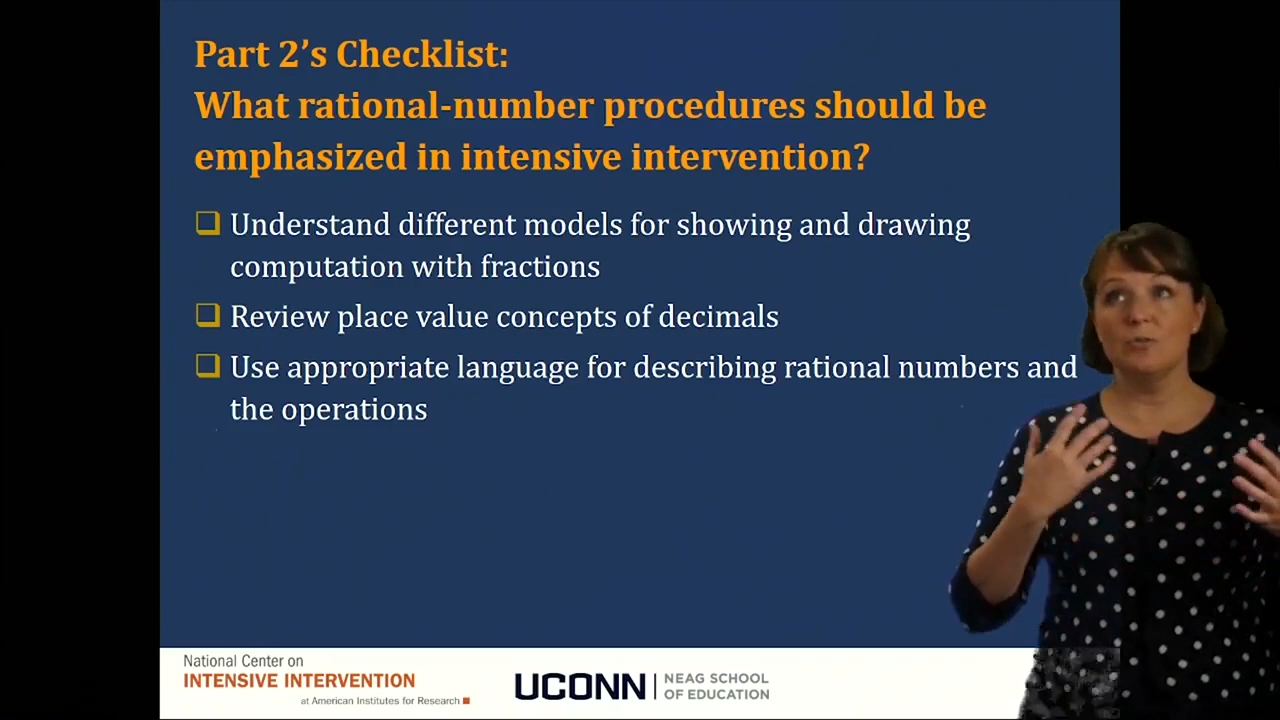 Part 2’s Checklist:
What rational-number procedures should be
emphasized in intensive intervention?
❑ Understand different models for showing and drawing
computation with fractions
❑ Review place value concepts of decimals
❑ Use appropriate language for describing rational numbers and
the operations
National Center on
INTENSIVE INTERVENTION
at American Institutes for Research
UCONN
NEAG SCHOOL
OF EDUCATION